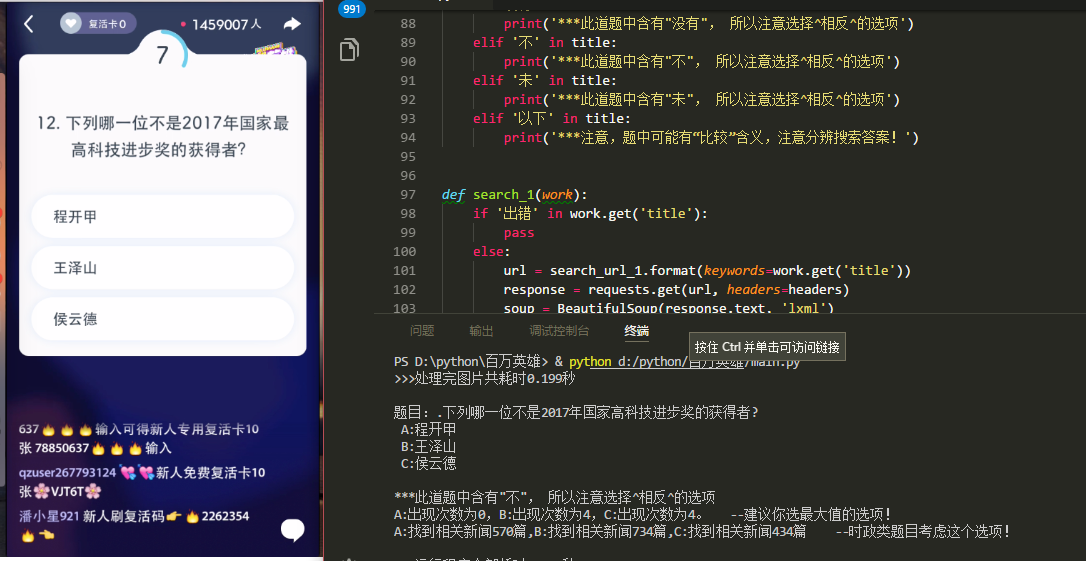 复活卡0
1459007人
7
12. 下列哪一位不是2017年国家最
高科技进步奖的获得者?
程开甲
王泽山
侯云德
637🔥🔥🔥输入可得新人专用复活卡10
张 78850637🔥🔥🔥输入
qzuser267793124 💘💘新人免费复活卡10
张🌸VJT6T🌸
潘小星921 新人刷复活码👉🔥2262354
🔥👈
991
88 print('***此道题中含有"没有", 所以注意选择^相反^的选项')
89 elif '不' in title:
90 print('***此道题中含有"不", 所以注意选择^相反^的选项')
91 elif '未' in title:
92 print('***此道题中含有"未", 所以注意选择^相反^的选项')
93 elif '以下' in title:
94 print('***注意,题中可能有“比较”含义,注意分辨搜索答案! ')
95
96
97 def search_1(work):
98 if '出错' in work.get('title'):
99 pass
100 else:
101 url = search_url_1.format(keywords=work.get('title'))
102 response = requests.get(url, headers=headers)
103 soup = BeautifulSoup(response.text, 'lxml')
问题 输出 调试控制台 终端
按住 Ctrl 并单击可访问链接
PS D:\python\百万英雄> & python d:/python/百万英雄/main.py
>>>处理完图片共耗时0.199秒
题目: .下列哪一位不是2017年国家高科技进步奖的获得者?
A:程开甲
B:王泽山
C:侯云德
***此道题中含有"不", 所以注意选择^相反^的选项
A:出现次数为0, B:出现次数为4, C:出现次数为4。 --建议你选最大值的选项!
A:找到相关新闻570篇,B:找到相关新闻734篇,C:找到相关新闻434篇 --时政类题目考虑这个选项!